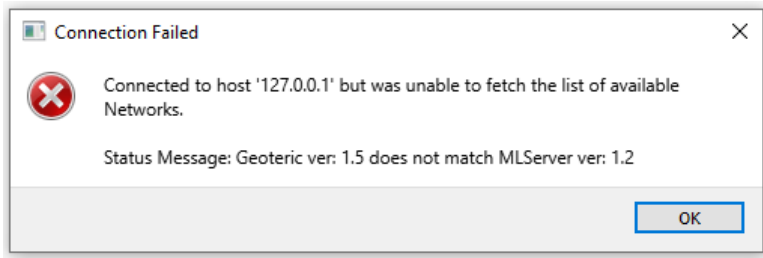 Connection Failed
Connected to host '127.0.0.1' but was unable to fetch the list of available
Networks.
Status Message: Geoteric ver: 1.5 does not match MLServer ver: 1.2
OK